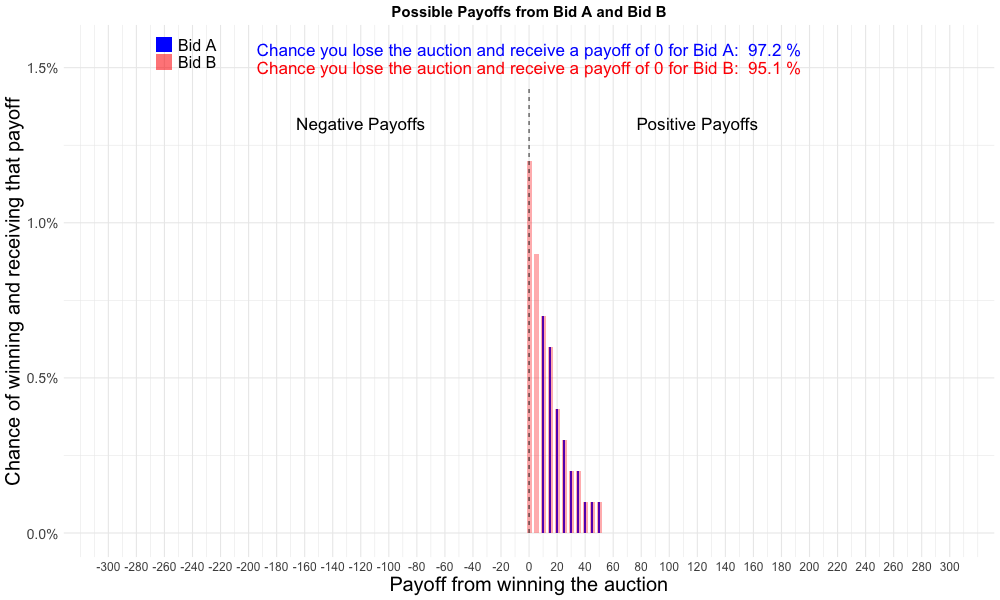 Possible Payoffs from Bid A and Bid B
Bid A
Bid B
Chance you lose the auction and receive a payoff of 0 for Bid A:  97.2 %
Chance you lose the auction and receive a payoff of 0 for Bid B:  95.1 %
Negative Payoffs
Positive Payoffs
Chance of winning and receiving that payoff
1.5%
1.0%
0.5%
0.0%
-300 -280 -260 -240 -220 -200 -180 -160 -140 -120 -100 -80 -60 -40 -20 0 20 40 60 80 100 120 140 160 180 200 220 240 260 280 300
Payoff from winning the auction